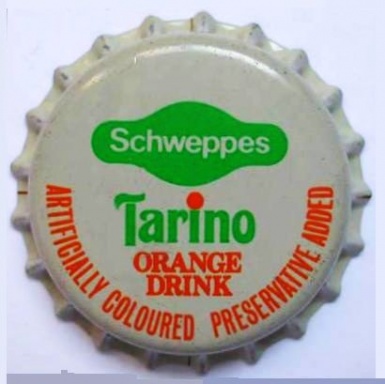 Schweppes
Tarino
ORANGE
DRINK
ARTIFICIALLY COLOURED PRESERVATIVE ADDED